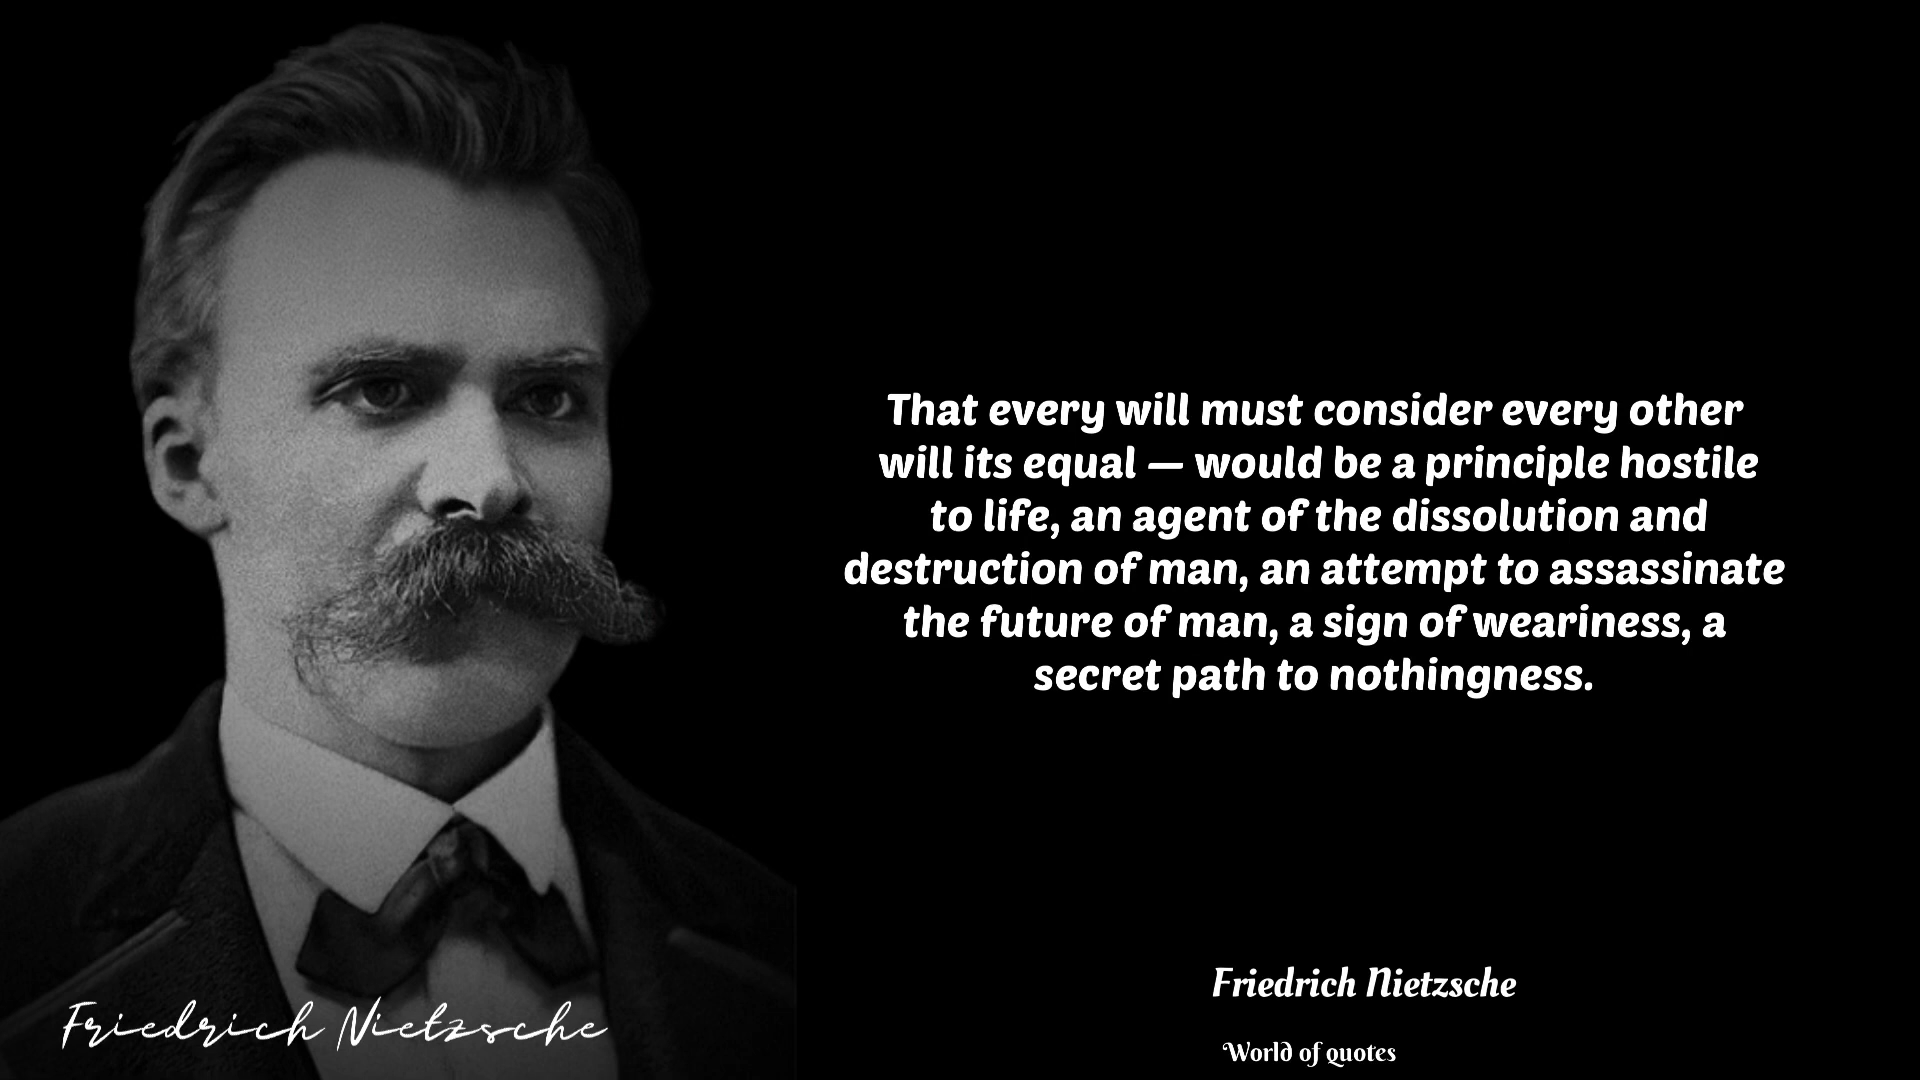 That every will must consider every other
will its equal — would be a principle hostile
to life, an agent of the dissolution and
destruction of man, an attempt to assassinate
the future of man, a sign of weariness, a
secret path to nothingness.
Friedrich Nietzsche
Friedrich Nietzsche
World of quotes